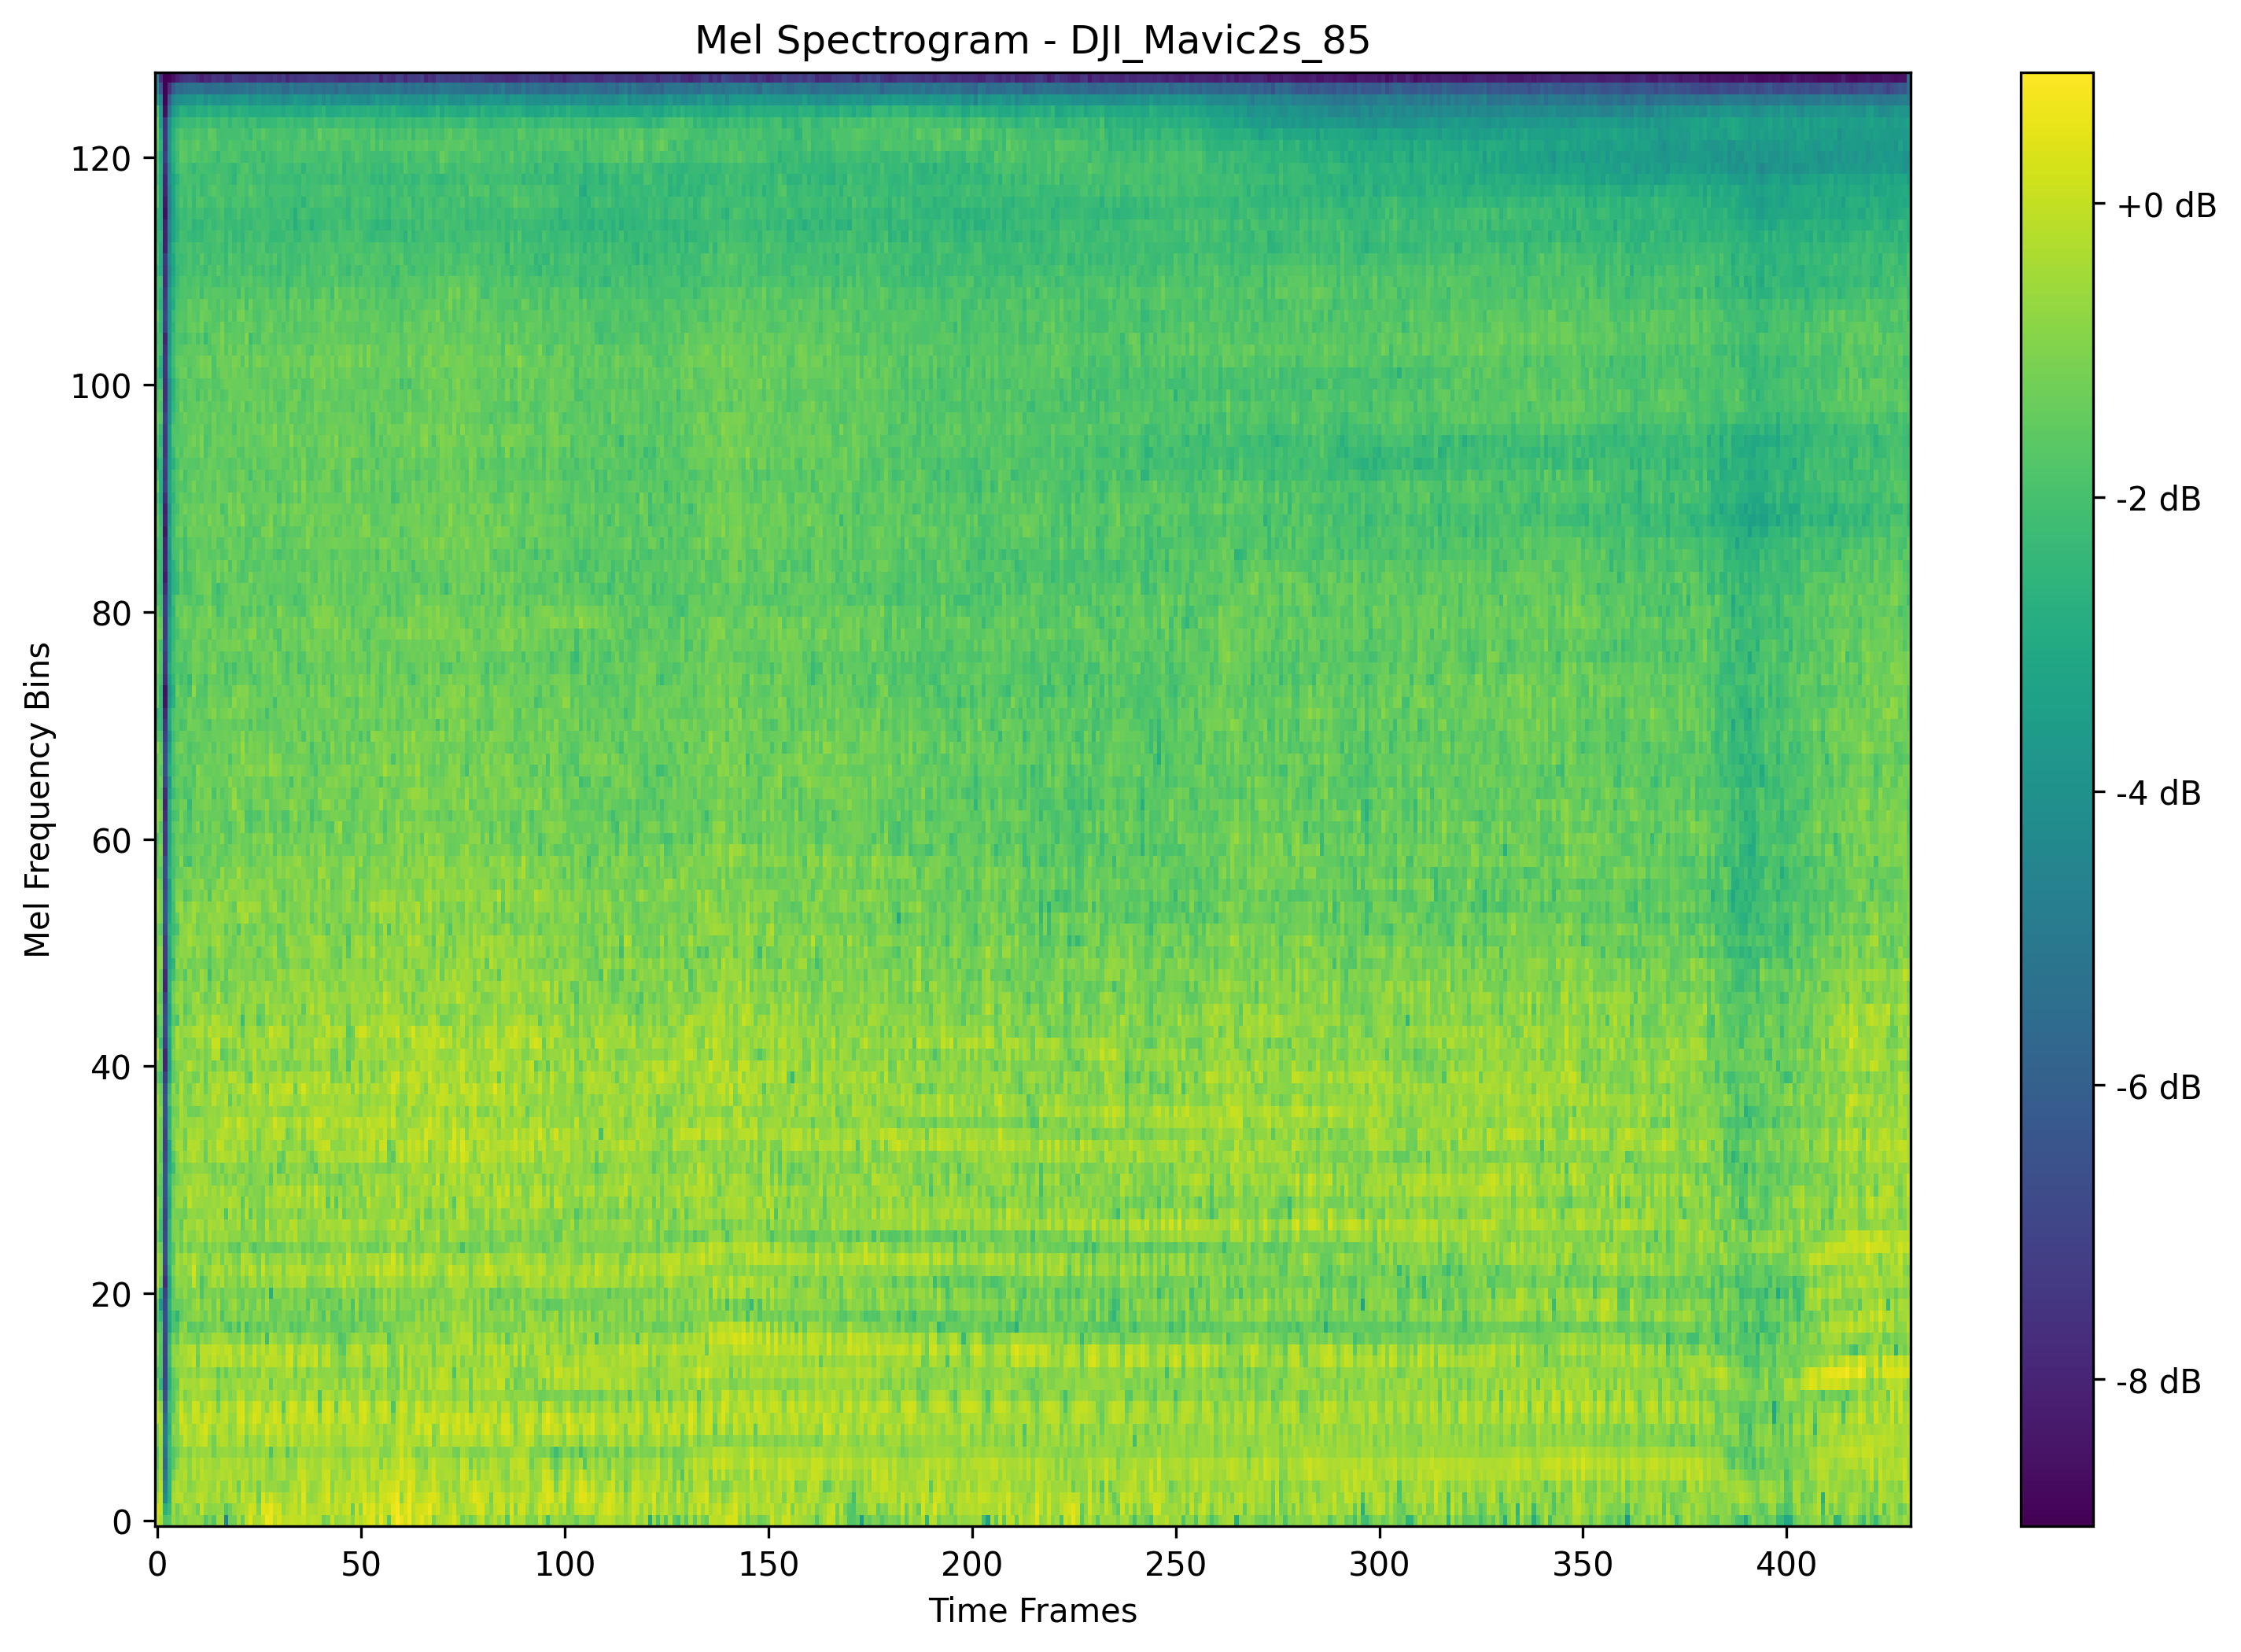 Mel Spectrogram - DJI_Mavic2s_85
Mel Frequency Bins
120
100
80
60
40
20
0
0 50 100 150 200 250 300 350 400
Time Frames
+0 dB
-2 dB
-4 dB
-6 dB
-8 dB